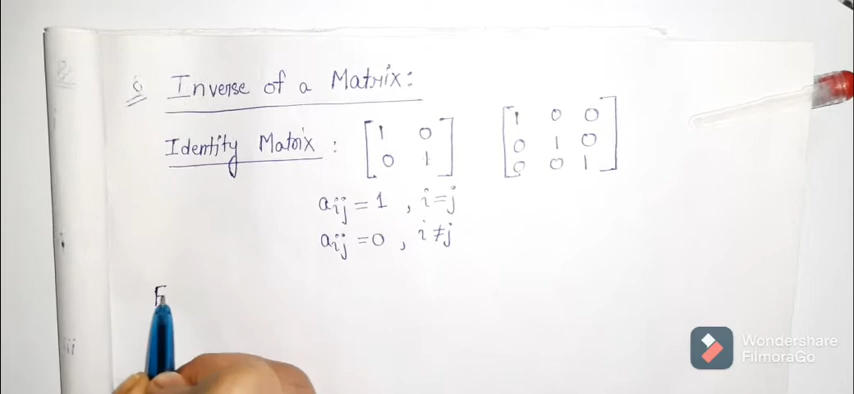 Inverse of a Matrix:
Identity Matrix : [1 0 [1 0 0
0 1] 0 1 0
0 0 1]
aij = 1 , i=j
aij = 0 , i≠j
F
Wondershare
FilmoraGo